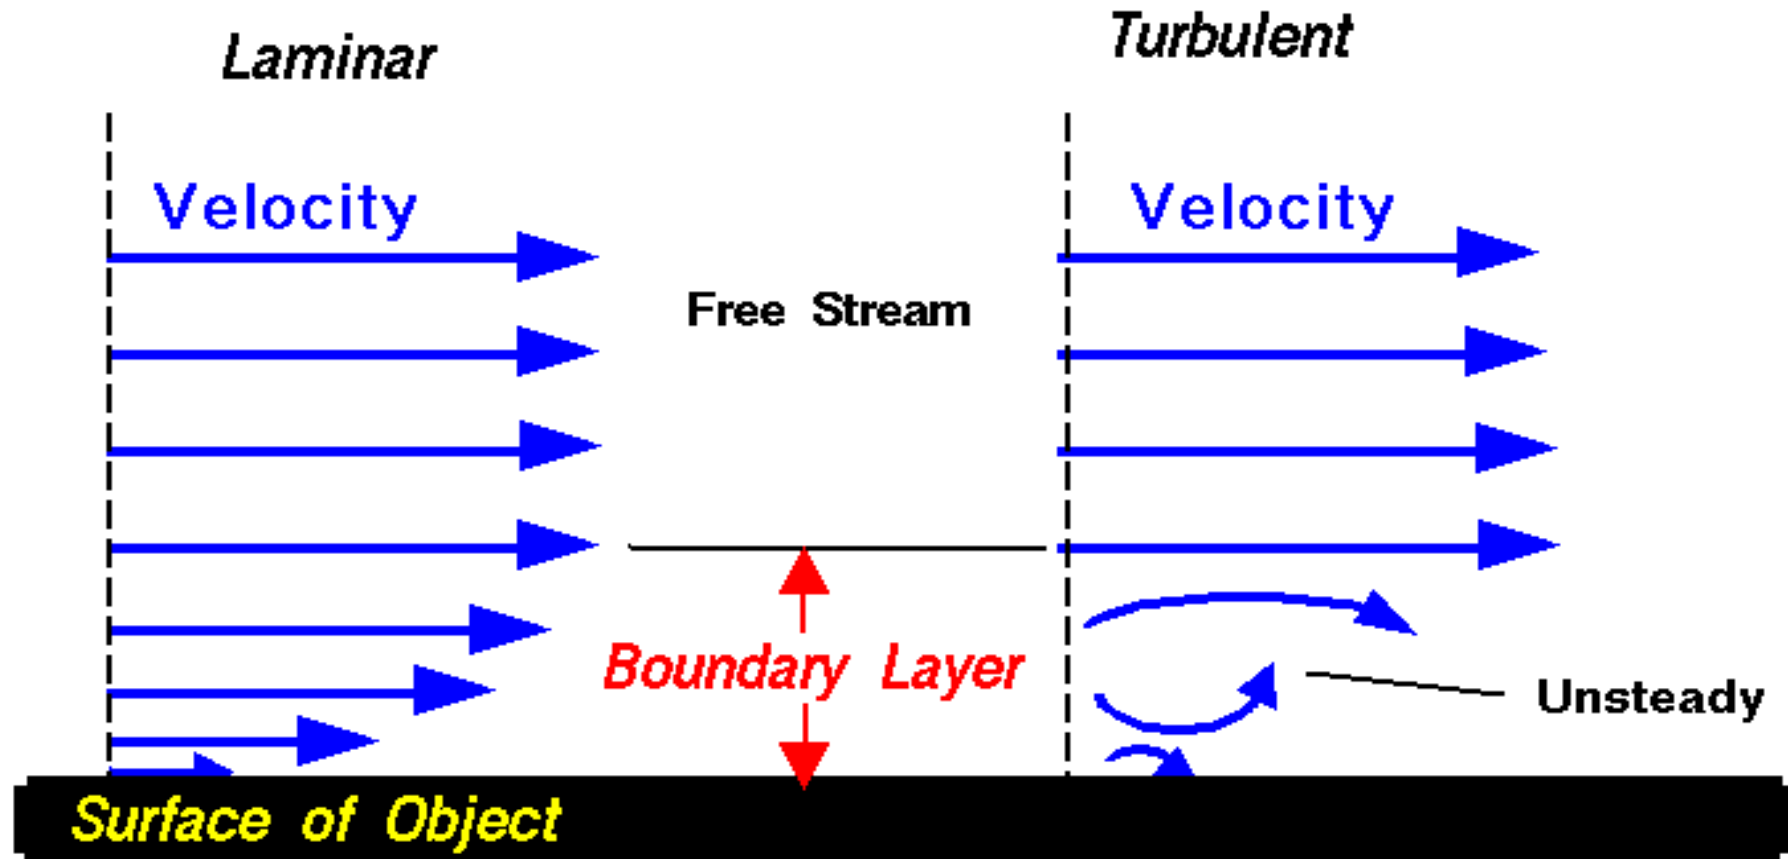 Laminar
Turbulent
Velocity
Velocity
Free Stream
Boundary Layer
Unsteady
Surface of Object